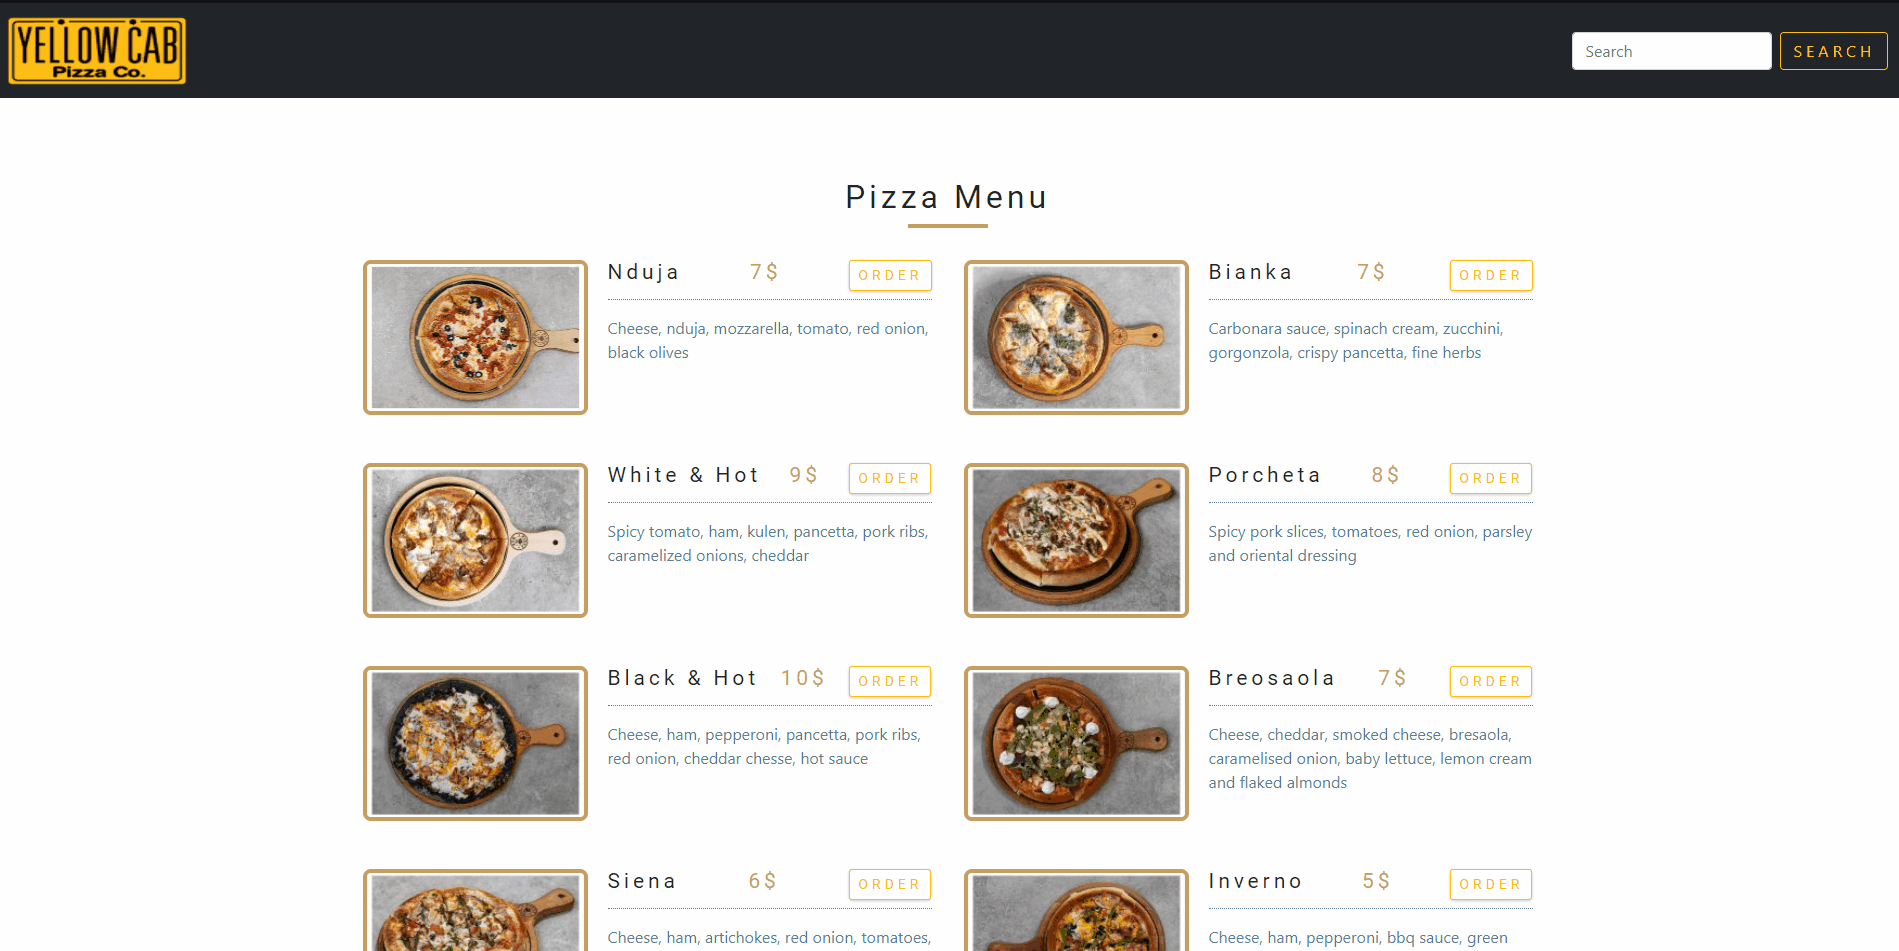 YELLOW CAB
Pizza Co.
Search
SEARCH
Pizza Menu
Nduja 7$ ORDER
Cheese, nduja, mozzarella, tomato, red onion,
black olives
Bianka 7$ ORDER
Carbonara sauce, spinach cream, zucchini,
gorgonzola, crispy pancetta, fine herbs
White & Hot 9$ ORDER
Spicy tomato, ham, kulen, pancetta, pork ribs,
caramelized onions, cheddar
Porcheta 8$ ORDER
Spicy pork slices, tomatoes, red onion, parsley
and oriental dressing
Black & Hot 10$ ORDER
Cheese, ham, pepperoni, pancetta, pork ribs,
red onion, cheddar chesse, hot sauce
Breosaola 7$ ORDER
Cheese, cheddar, smoked cheese, bresaola,
caramelised onion, baby lettuce, lemon cream
and flaked almonds
Siena 6$ ORDER
Cheese, ham, artichokes, red onion, tomatoes,
Inverno 5$ ORDER
Cheese, ham, pepperoni, bbq sauce, green